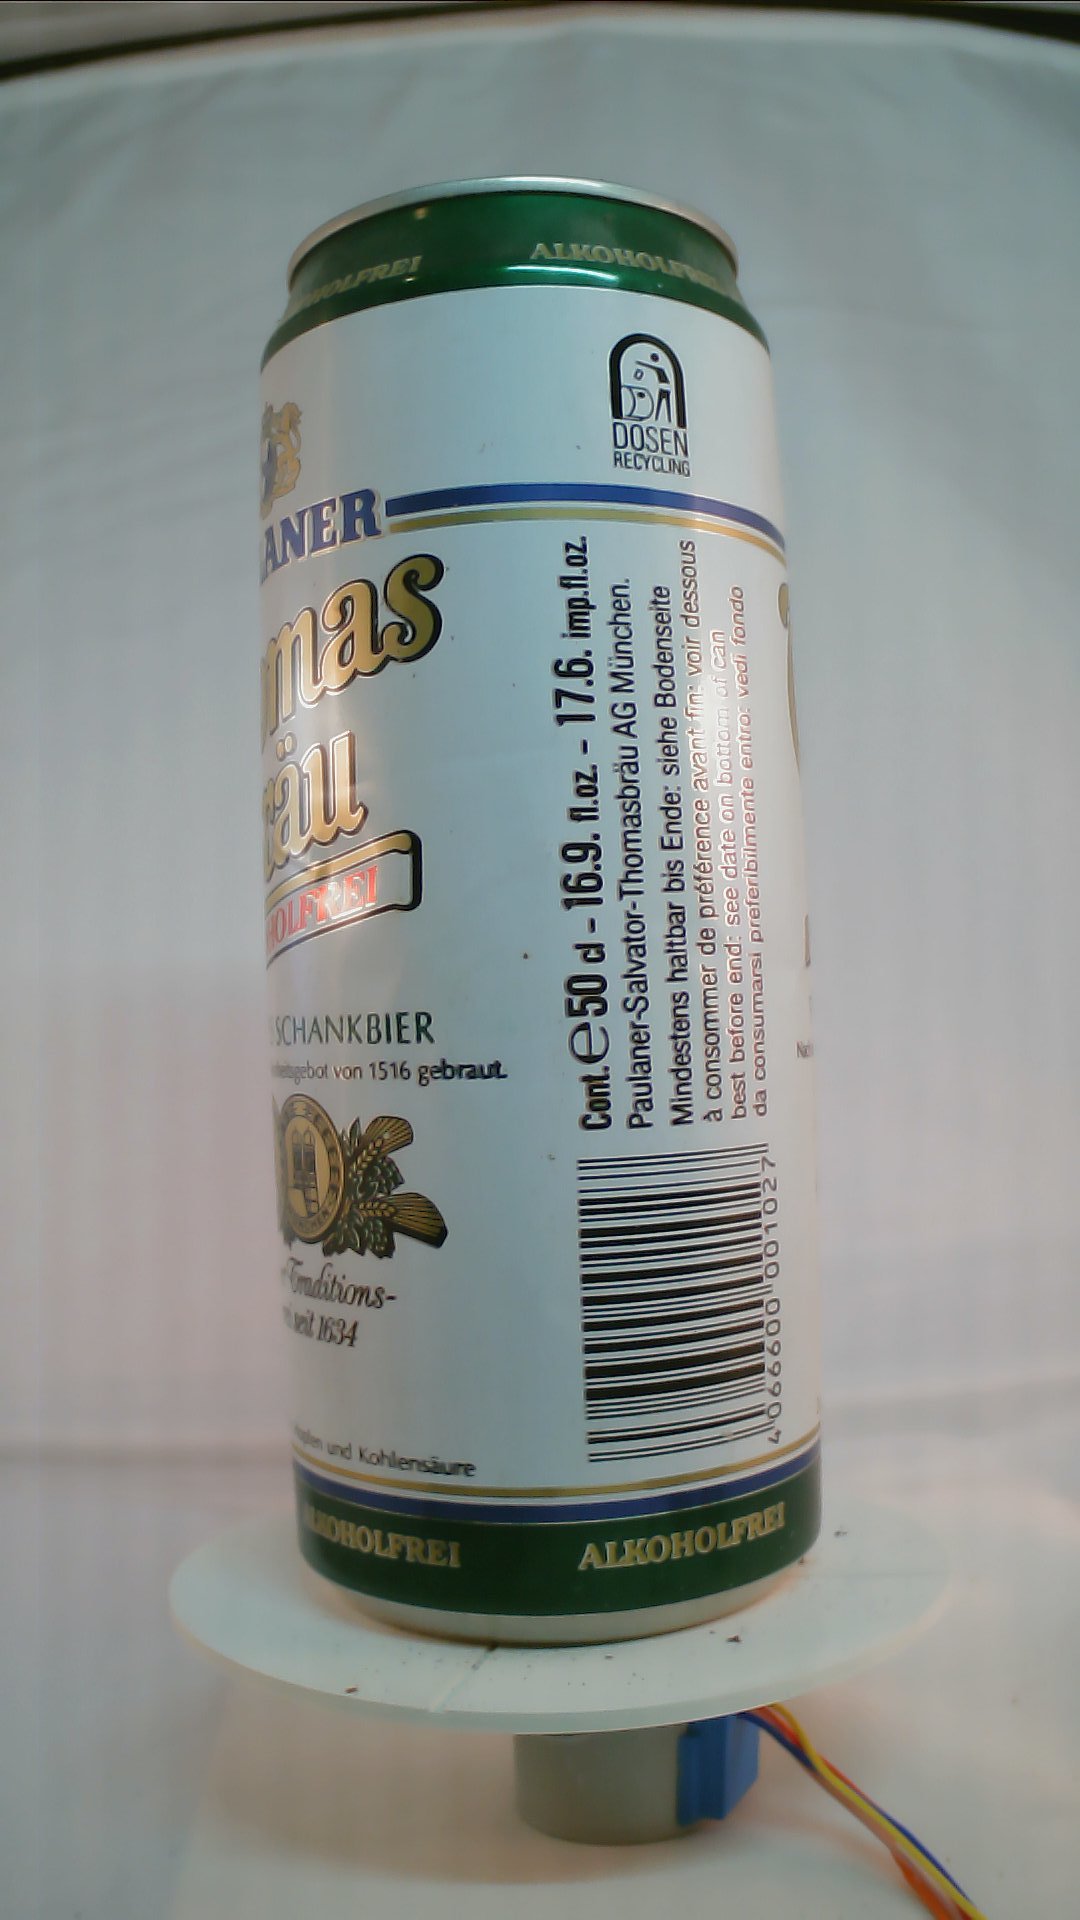 ALKOHOLFREI
DOSEN
RECYCLING
ANER
mas
äu
HOLFREI
SCHANKBIER
von 1516 gebraut.
Traditions-
seit 1634
und Kohlensäure
Cont. ℮ 50 cl - 16.9. fl.oz. - 17.6. imp.fl.oz.
Paulaner-Salvator-Thomasbräu AG München.
Mindestens haltbar bis Ende: siehe Bodenseite
à consommer de préférence avant fin: voir dessous
best before end: see date on bottom of can
da consumarsi preferibilmente entro: vedi fondo
4 066600 001027
KOHOLFREI
ALKOHOLFREI